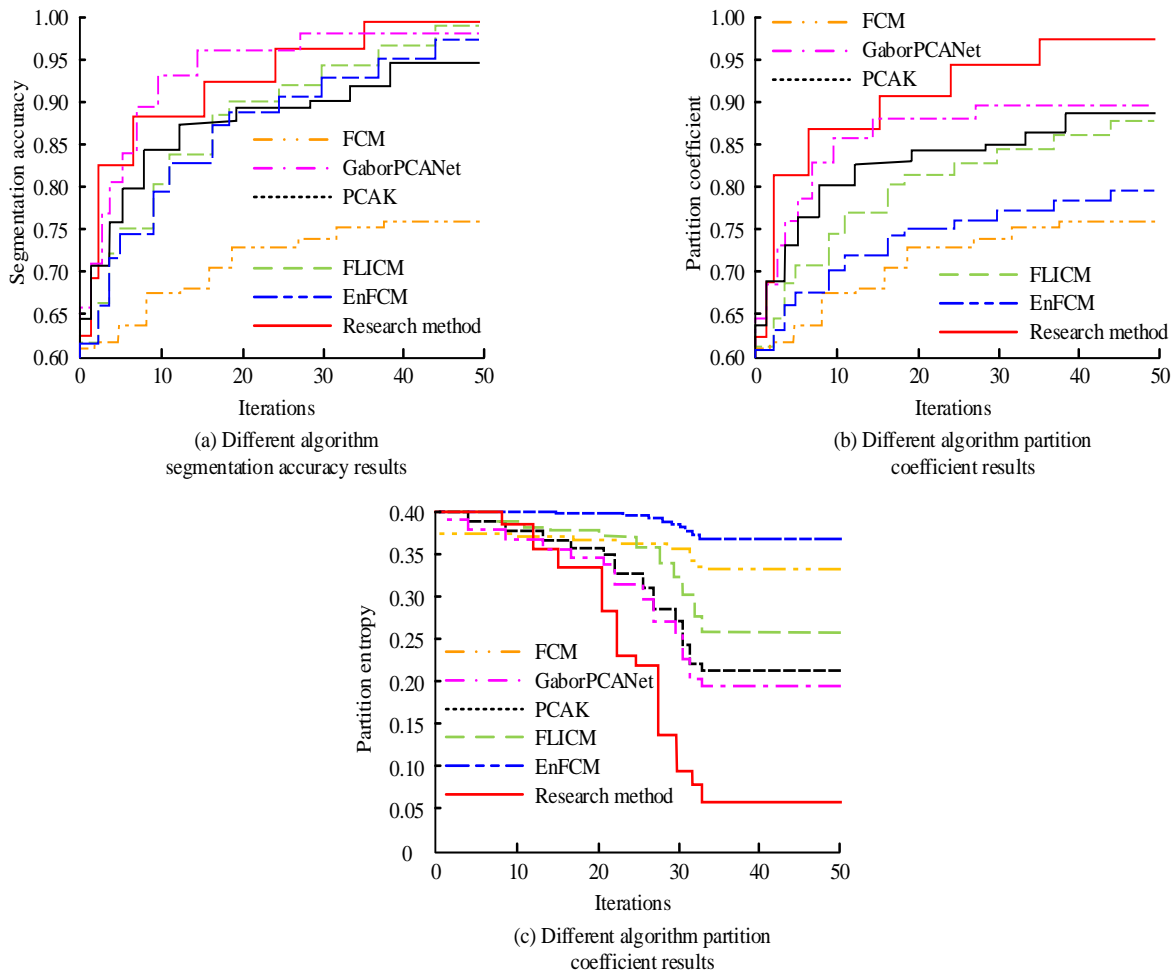 1.00
0.95
0.90
0.85
0.80
0.75
0.70
0.65
0.60
Segmentation accuracy
FCM
GaborPCANet
PCAK
FLICM
EnFCM
Research method
0 10 20 30 40 50
Iterations
(a) Different algorithm
segmentation accuracy results
1.00
0.95
0.90
0.85
0.80
0.75
0.70
0.65
0.60
Partition coefficient
FCM
GaborPCANet
PCAK
FLICM
EnFCM
Research method
0 10 20 30 40 50
Iterations
(b) Different algorithm partition
coefficient results
0.40
0.35
0.30
0.25
0.20
0.15
0.10
0.05
0
Partition entropy
FCM
GaborPCANet
PCAK
FLICM
EnFCM
Research method
0 10 20 30 40 50
Iterations
(c) Different algorithm partition
coefficient results